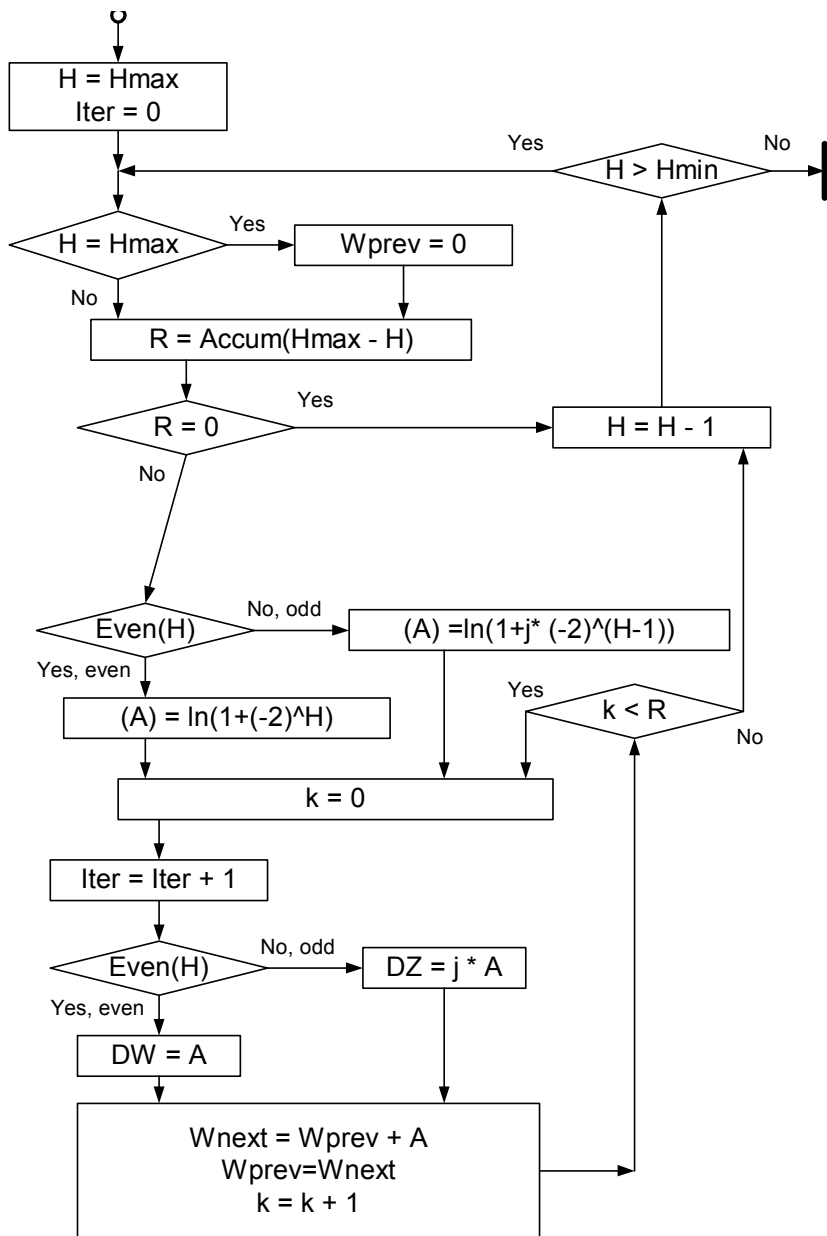 H = Hmax
Iter = 0
Yes
No
H > Hmin
H = Hmax
Yes
Wprev = 0
No
R = Accum(Hmax - H)
R = 0
Yes
H = H - 1
No
Even(H)
No, odd
(A) =ln(1+j* (-2)^(H-1))
Yes, even
(A) = ln(1+(-2)^H)
Yes
k < R
No
k = 0
Iter = Iter + 1
Even(H)
No, odd
DZ = j * A
Yes, even
DW = A
Wnext = Wprev + A
Wprev=Wnext
k = k + 1